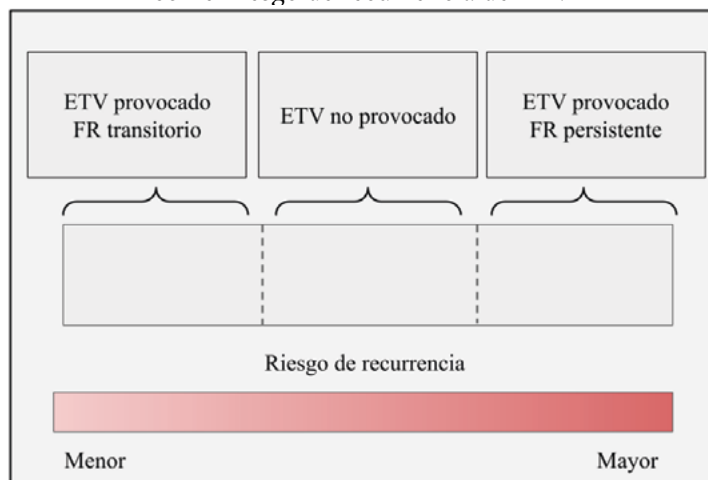 ETV provocado
FR transitorio
ETV no provocado
ETV provocado
FR persistente
Riesgo de recurrencia
Menor
Mayor